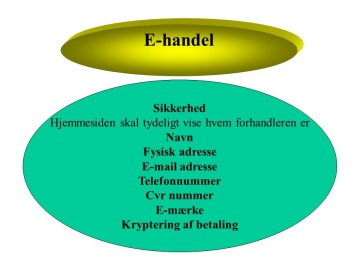 E-handel
Sikkerhed
Hjemmesiden skal tydeligt vise hvem forhandleren er
Navn
Fysisk adresse
E-mail adresse
Telefonnummer
Cvr nummer
E-mærke
Kryptering af betaling